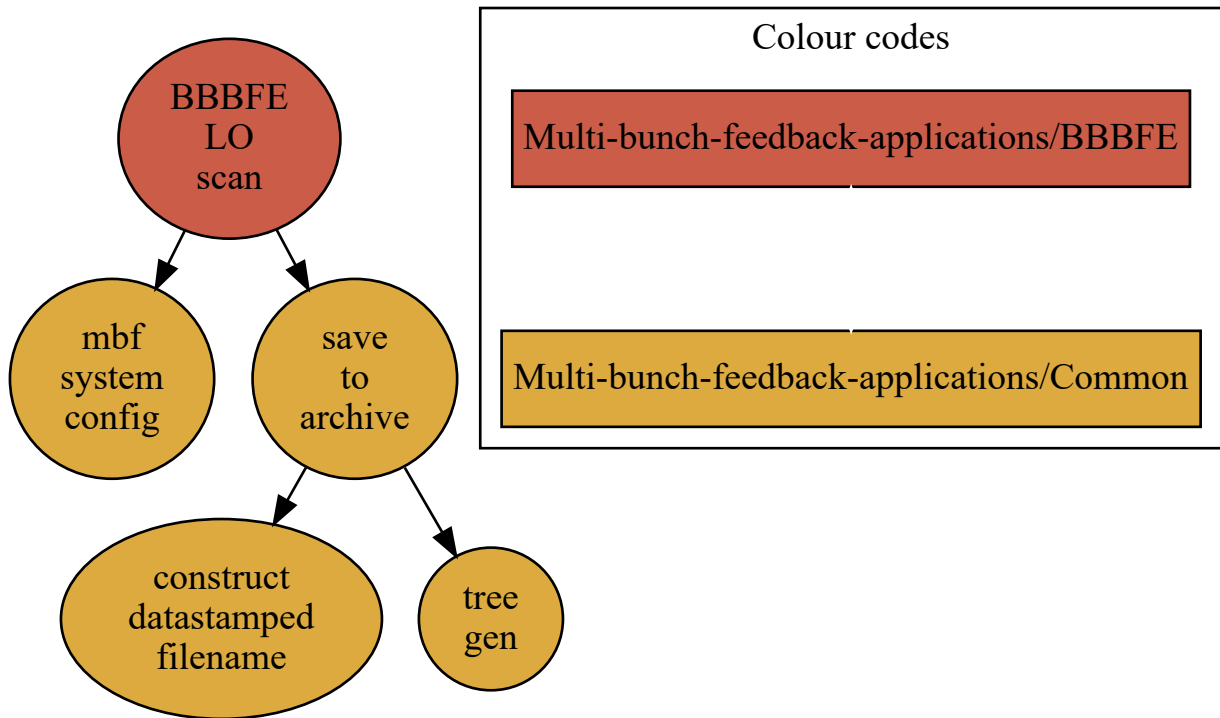 BBBFE
LO
scan
mbf
system
config
save
to
archive
construct
datastamped
filename
tree
gen
Colour codes
Multi-bunch-feedback-applications/BBBFE
Multi-bunch-feedback-applications/Common